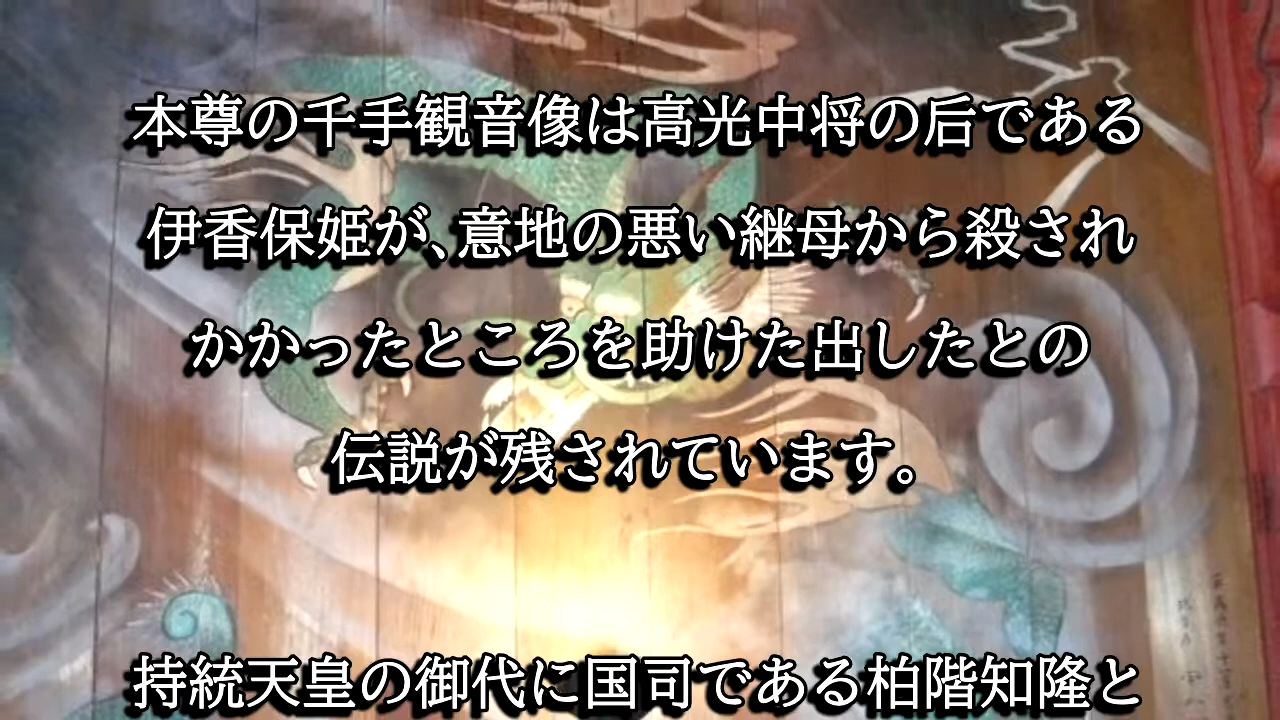 本尊の千手観音像は高光中将の后である
伊香保姫が、意地の悪い継母から殺され
かかったところを助けた出したとの
伝説が残されています。
持統天皇の御代に国司である柏階知隆と